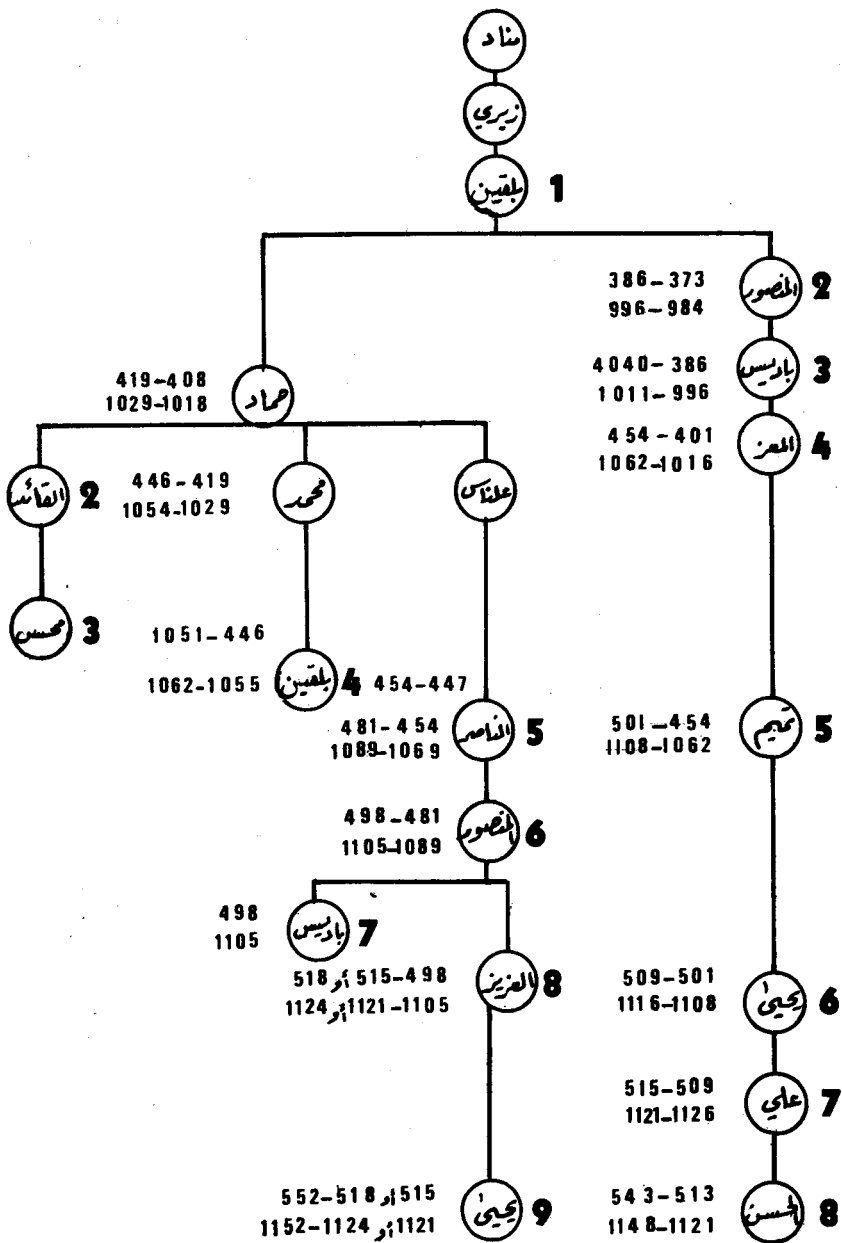 مناد
زيري
بلقين 1
المنصور 2
386–373
996–984
باديس 3
4040–386
1011–996
المعز 4
454–401
1062–1016
حماد
419–408
1029–1018
القائد 2
446–419
1054–1029
محمد
علناس
محسن 3
1051–446
1062–1055
بلقين 4
454–447
الناصر 5
481–454
1089–1069
تميم 5
501–454
1108–1062
المنصور 6
498–481
1105–1089
باديس 7
498
1105
العزيز 8
498–515 أو 518
1105–1121 أو 1124
يحيىٰ 6
509–501
1116–1108
علي 7
515–509
1121–1126
يحيىٰ 9
515 أو 518–552
1121 أو 1124–1152
الحسن 8
543–513
1148–1121